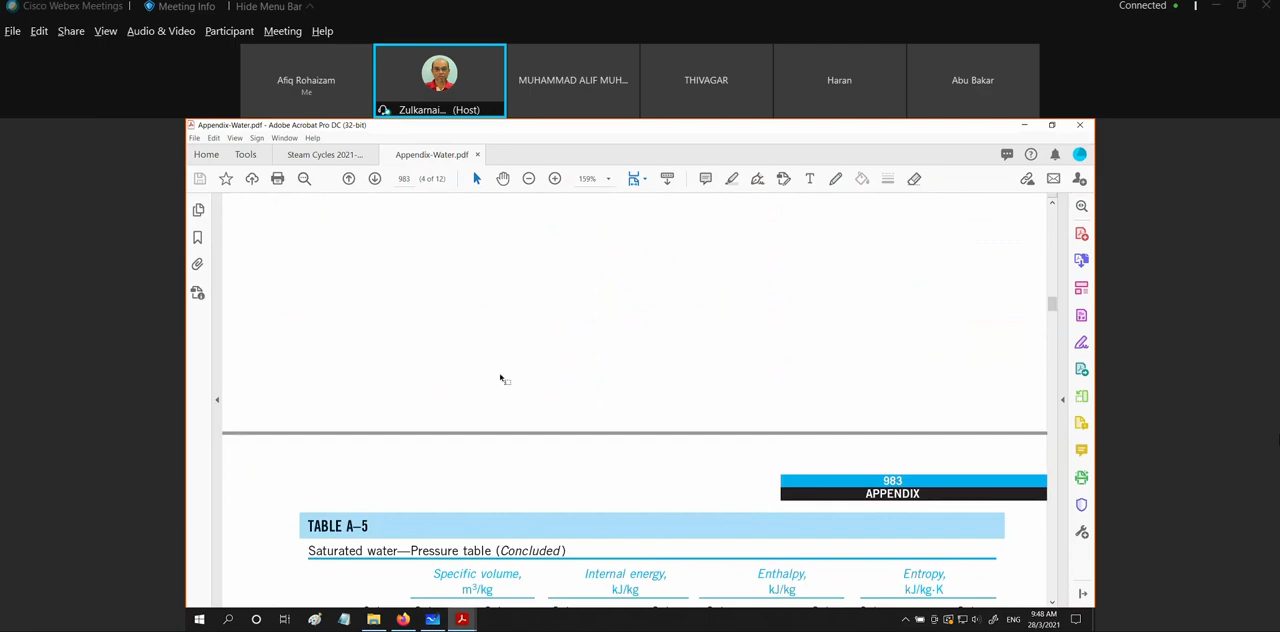 Cisco Webex Meetings | Meeting Info | Hide Menu Bar
Connected
File Edit Share View Audio & Video Participant Meeting Help
Afiq Rohaizam
Me
Zulkarnai... (Host)
MUHAMMAD ALIF MUH...
THIVAGAR
Haran
Abu Bakar
Appendix-Water.pdf - Adobe Acrobat Pro DC (32-bit)
File Edit View Sign Window Help
Home Tools Steam Cycles 2021-... Appendix-Water.pdf ×
983 (4 of 12) 159%
983
APPENDIX
TABLE A–5
Saturated water—Pressure table (Concluded)
Specific volume, Internal energy, Enthalpy, Entropy,
m³/kg kJ/kg kJ/kg kJ/kg·K
9:48 AM
ENG
28/3/2021